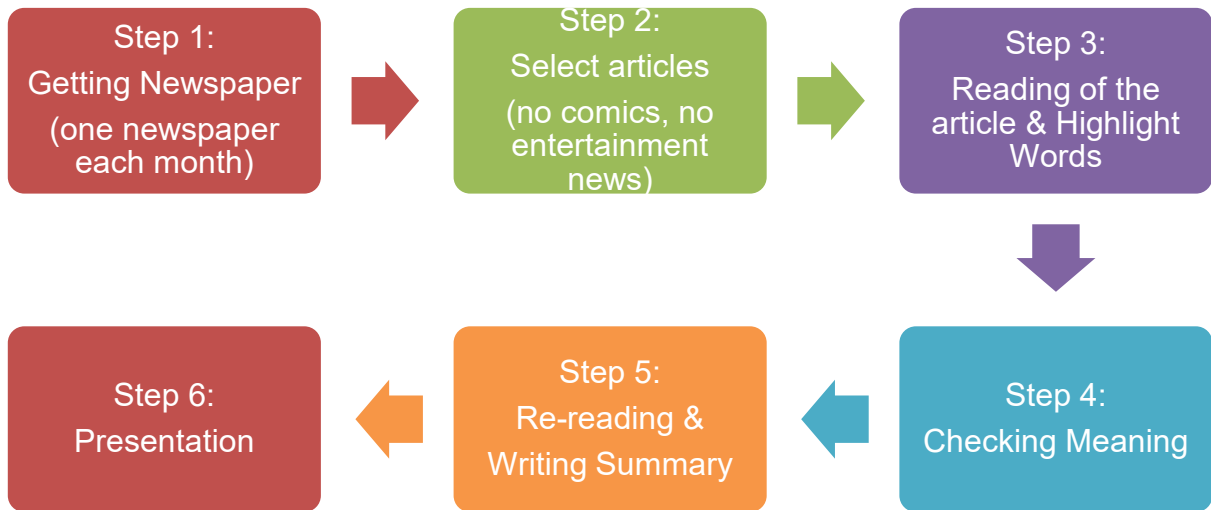 Step 1:
Getting Newspaper
(one newspaper
each month)
Step 2:
Select articles
(no comics, no
entertainment
news)
Step 3:
Reading of the
article & Highlight
Words
Step 4:
Checking Meaning
Step 5:
Re-reading &
Writing Summary
Step 6:
Presentation